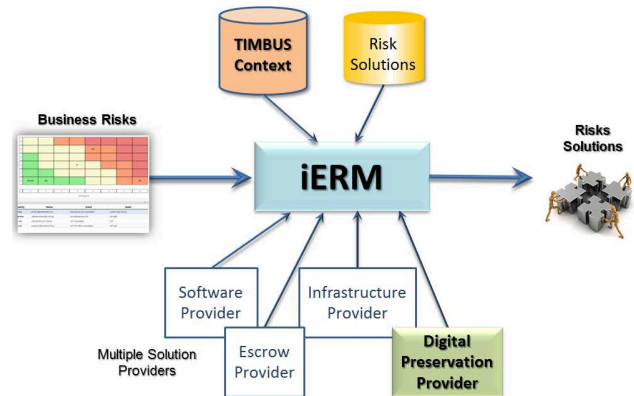 TIMBUS
Context
Risk
Solutions
Business Risks
iERM
Risks
Solutions
Software
Provider
Infrastructure
Provider
Escrow
Provider
Digital
Preservation
Provider
Multiple Solution
Providers